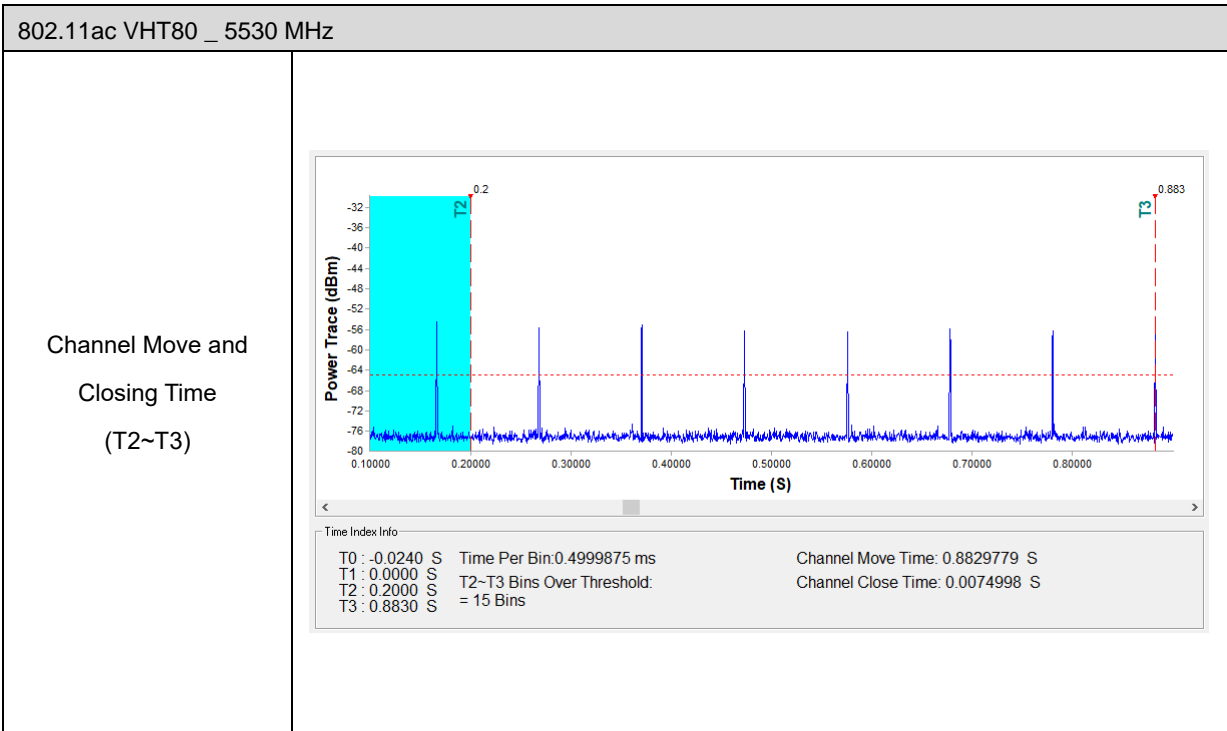 802.11ac VHT80 _ 5530 MHz
Channel Move and
Closing Time
(T2~T3)
0.2
0.883
T2
T3
Power Trace (dBm)
-32
-36
-40
-44
-48
-52
-56
-60
-64
-68
-72
-76
-80
0.10000 0.20000 0.30000 0.40000 0.50000 0.60000 0.70000 0.80000
Time (S)
Time Index Info
T0 : -0.0240 S
T1 : 0.0000 S
T2 : 0.2000 S
T3 : 0.8830 S
Time Per Bin:0.4999875 ms
T2~T3 Bins Over Threshold:
= 15 Bins
Channel Move Time: 0.8829779 S
Channel Close Time: 0.0074998 S